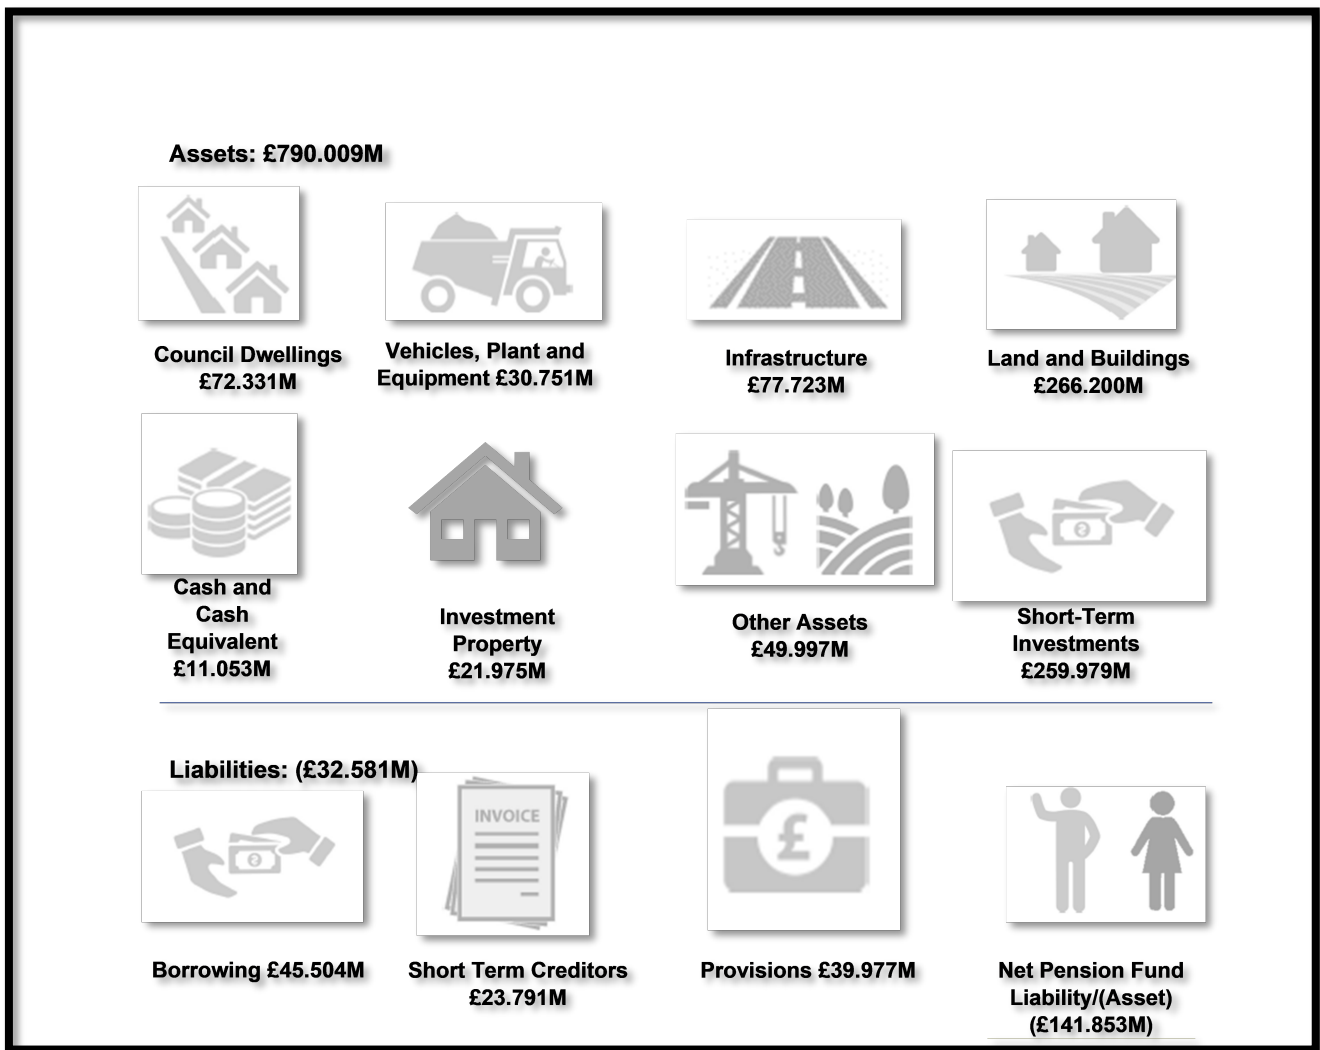 Assets: £790.009M
Council Dwellings
£72.331M
Vehicles, Plant and
Equipment £30.751M
Infrastructure
£77.723M
Land and Buildings
£266.200M
Cash and
Cash
Equivalent
£11.053M
Investment
Property
£21.975M
Other Assets
£49.997M
Short-Term
Investments
£259.979M
Liabilities: (£32.581M)
INVOICE
£
Borrowing £45.504M
Short Term Creditors
£23.791M
Provisions £39.977M
Net Pension Fund
Liability/(Asset)
(£141.853M)